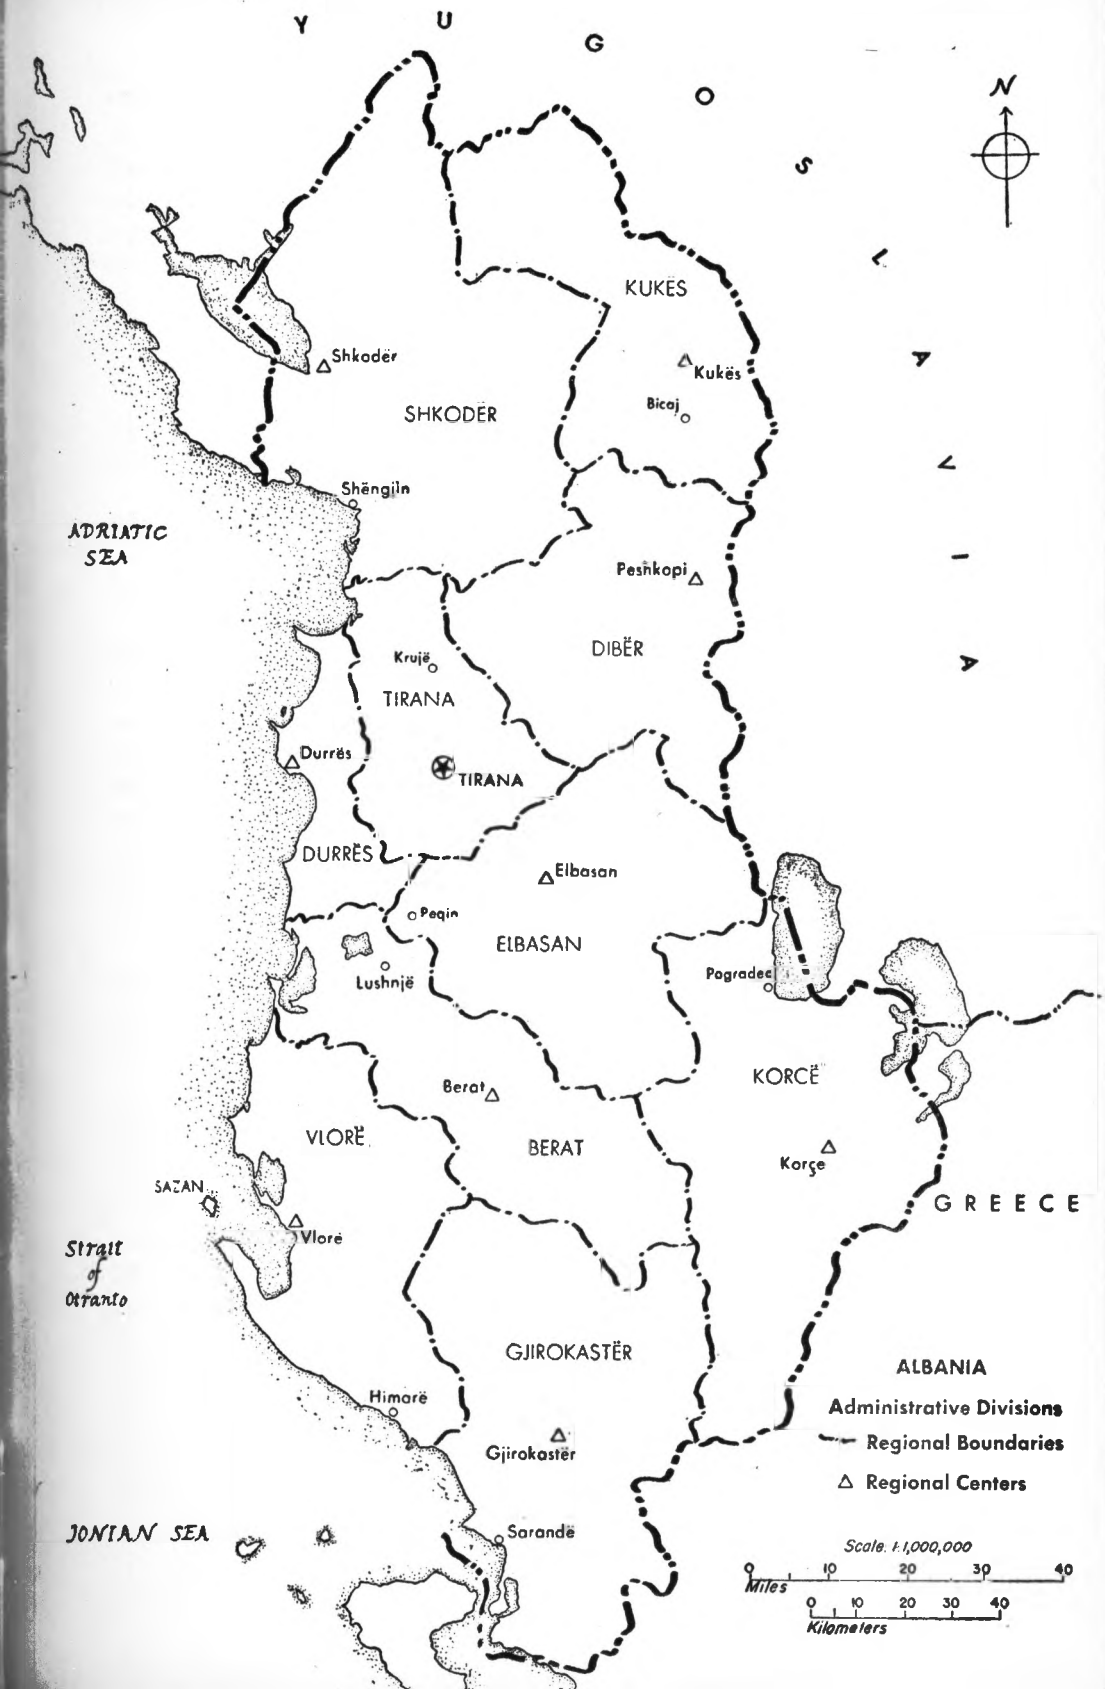 Y U G O S L A V I A
N
KUKËS
Shkodër
Kukës
Bicaj
SHKODËR
Shëngjin
ADRIATIC
SEA
Peshkopi
DIBËR
Krujë
TIRANA
Durrës
TIRANA
DURRËS
Elbasan
Peqin
ELBASAN
Lushnjë
Pogradec
KORCË
Berat
VLORË
BERAT
Korçe
SAZAN
GREECE
Vlorë
Strait
of
Otranto
GJIROKASTËR
ALBANIA
Himarë
Administrative Divisions
Regional Boundaries
Gjirokastër
Regional Centers
JONIAN SEA
Sarandë
Scale: 1:1,000,000
0 10 20 30 40
Miles
0 10 20 30 40
Kilometers